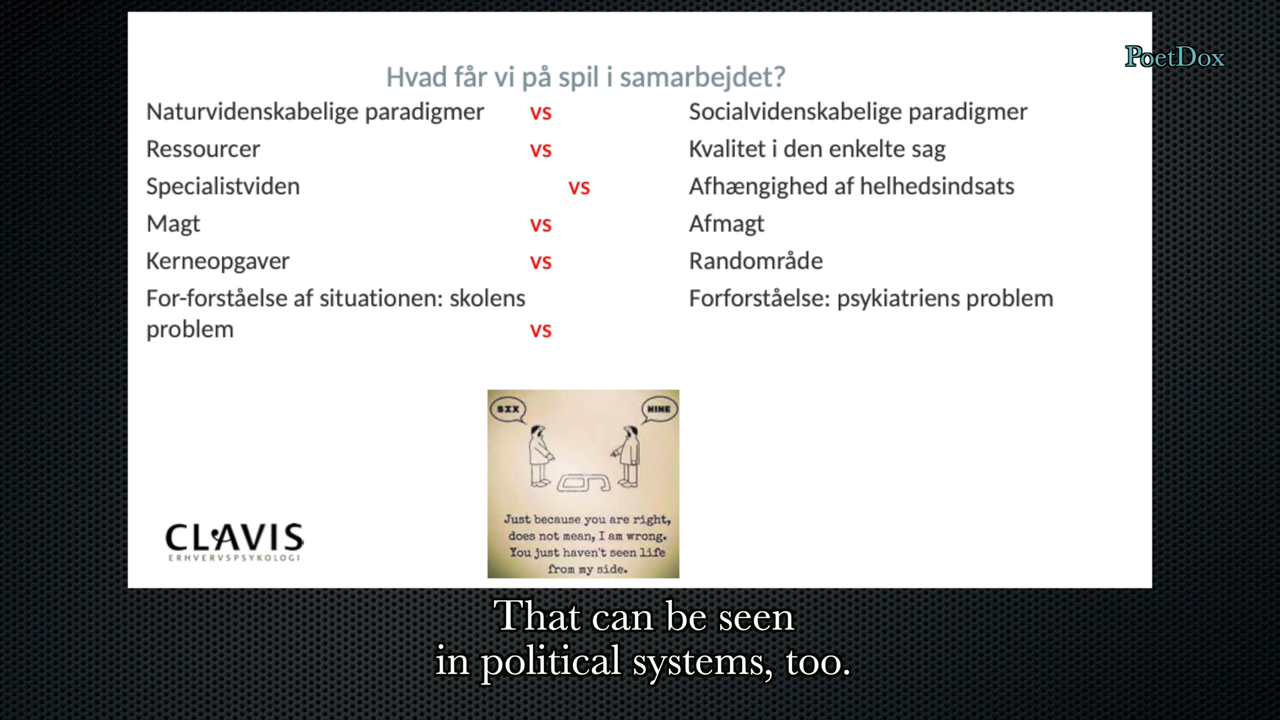 PoetDox
Hvad får vi på spil i samarbejdet?
Naturvidenskabelige paradigmer vs Socialvidenskabelige paradigmer
Ressourcer vs Kvalitet i den enkelte sag
Specialistviden vs Afhængighed af helhedsindsats
Magt vs Afmagt
Kerneopgaver vs Randområde
For-forståelse af situationen: skolens Forforståelse: psykiatriens problem
problem vs
SIX NINE
Just because you are right,
does not mean, I am wrong.
You just haven't seen life
from my side.
CLAVIS
ERHVERVSPSYKOLOGI
That can be seen
in political systems, too.